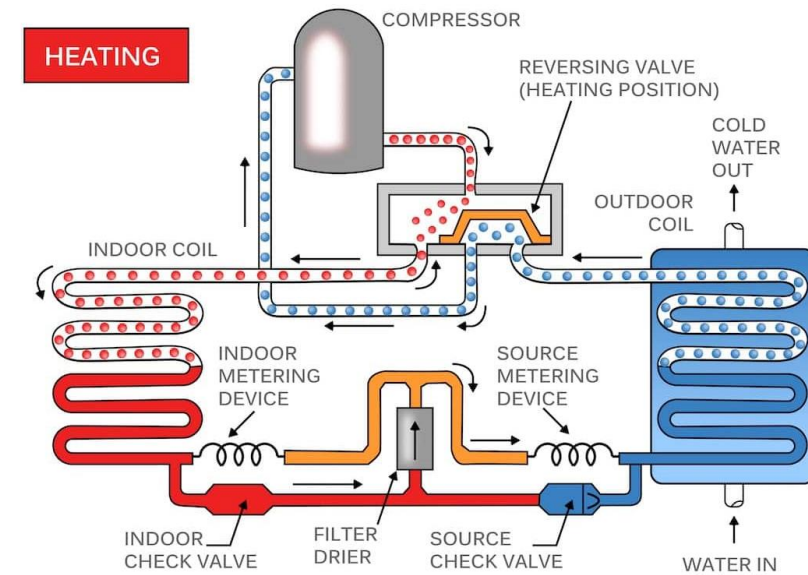 HEATING
COMPRESSOR
REVERSING VALVE
(HEATING POSITION)
COLD
WATER
OUT
OUTDOOR
COIL
INDOOR COIL
INDOOR
METERING
DEVICE
SOURCE
METERING
DEVICE
INDOOR
CHECK VALVE
FILTER
DRIER
SOURCE
CHECK VALVE
WATER IN